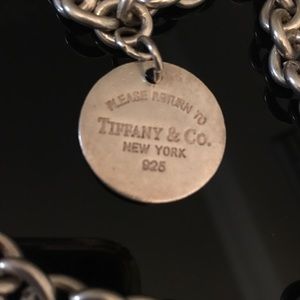 PLEASE RETURN TO
TIFFANY & CO.
NEW YORK
925